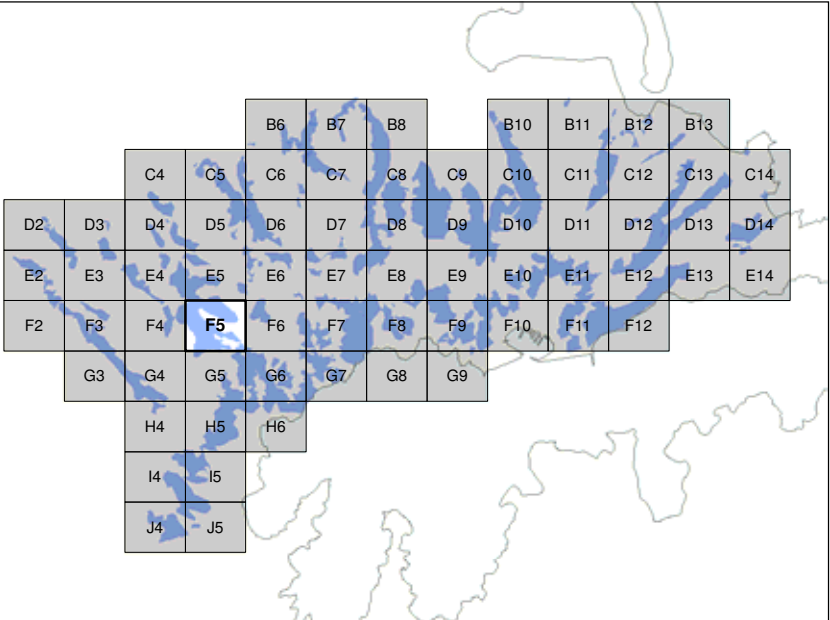 B6 B7 B8 B10 B11 B12 B13
C4 C5 C6 C7 C8 C9 C10 C11 C12 C13 C14
D2 D3 D4 D5 D6 D7 D8 D9 D10 D11 D12 D13 D14
E2 E3 E4 E5 E6 E7 E8 E9 E10 E11 E12 E13 E14
F2 F3 F4 F5 F6 F7 F8 F9 F10 F11 F12
G3 G4 G5 G6 G7 G8 G9
H4 H5 H6
I4 I5
J4 J5